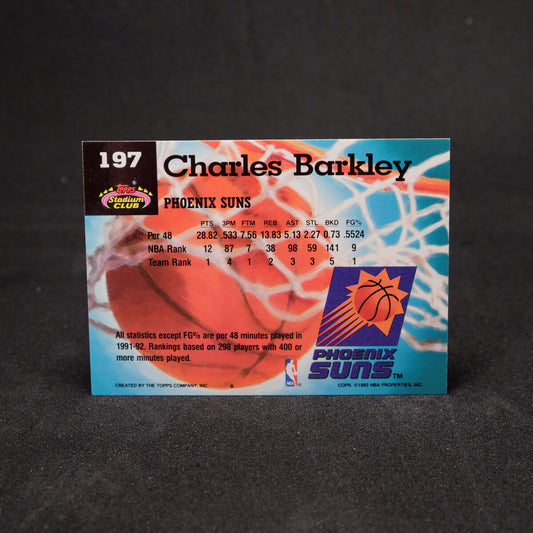 197
Charles Barkley
Topps
Stadium
CLUB
PHOENIX SUNS
PTS 3PM FTM REB AST STL BKD FG%
Per 48 28.82 .533 7.56 13.83 5.13 2.27 0.73 .5524
NBA Rank 12 87 7 38 98 59 141 9
Team Rank 1 4 1 2 3 3 5 1
All statistics except FG% are per 48 minutes played in
1991-92. Rankings based on 298 players with 400 or
more minutes played.
PHOENIX
SUNS™
NBA
CREATED BY THE TOPPS COMPANY, INC.
COPR. ©1992 NBA PROPERTIES, INC.